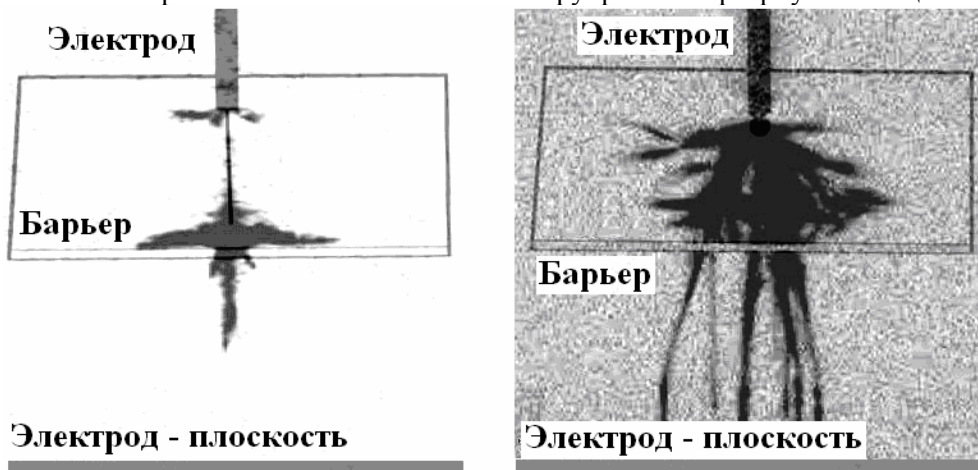 Электрод
Барьер
Электрод - плоскость
Электрод
Барьер
Электрод - плоскость